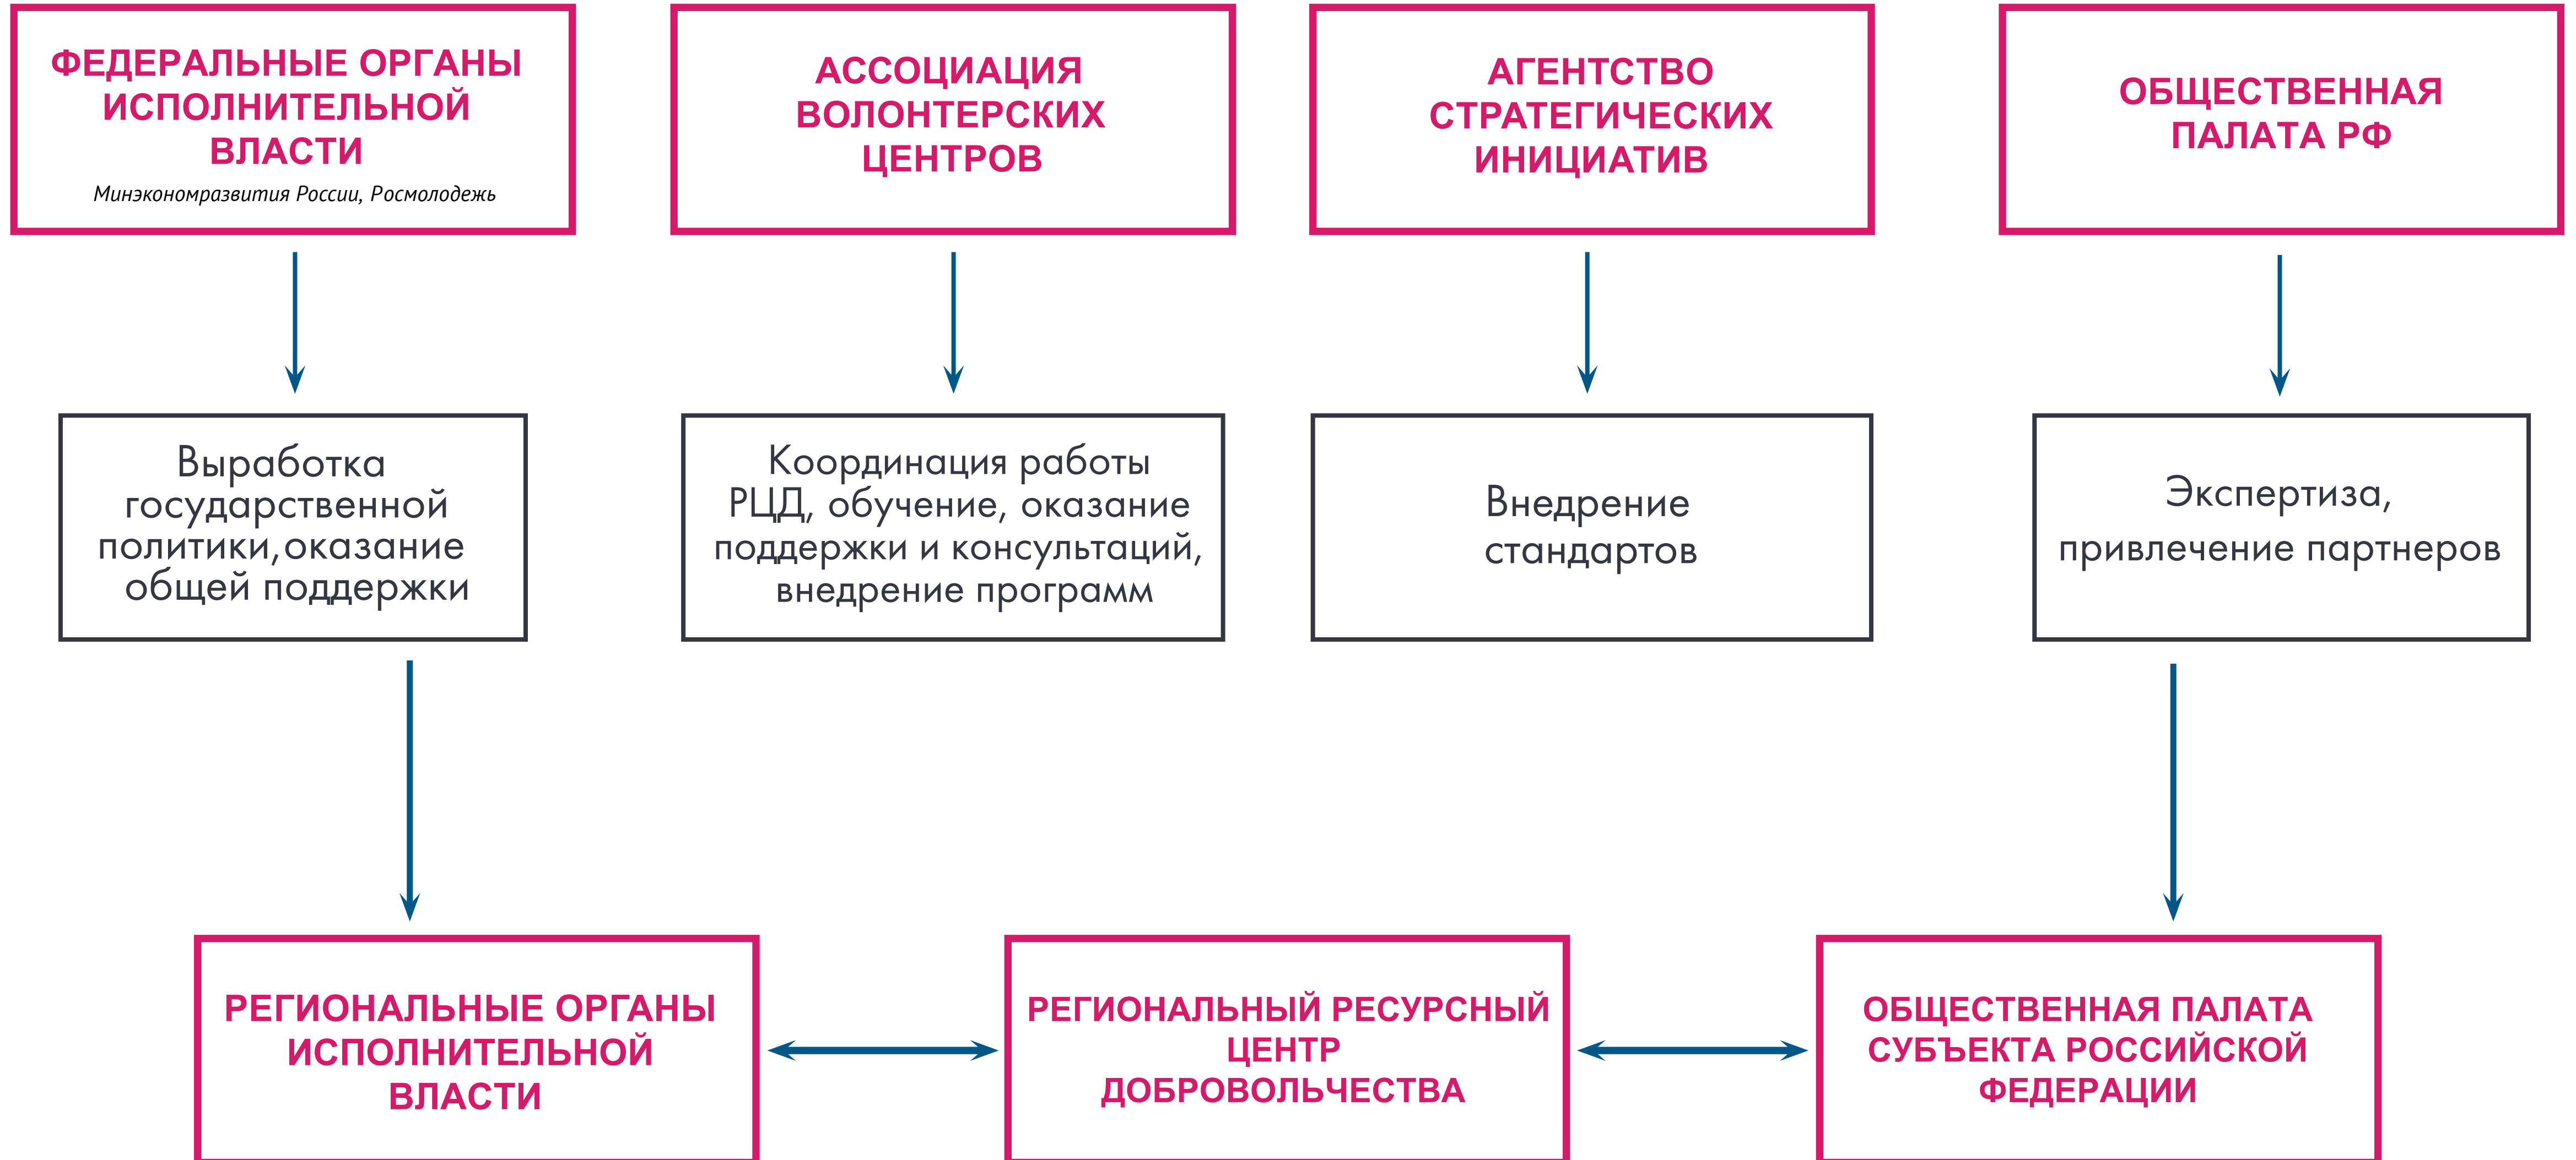 ФЕДЕРАЛЬНЫЕ ОРГАНЫ
ИСПОЛНИТЕЛЬНОЙ
ВЛАСТИ
Минэкономразвития России, Росмолодежь
АССОЦИАЦИЯ
ВОЛОНТЕРСКИХ
ЦЕНТРОВ
АГЕНТСТВО
СТРАТЕГИЧЕСКИХ
ИНИЦИАТИВ
ОБЩЕСТВЕННАЯ
ПАЛАТА РФ
Выработка
государственной
политики,оказание
общей поддержки
Координация работы
РЦД, обучение, оказание
поддержки и консультаций,
внедрение программ
Внедрение
стандартов
Экспертиза,
привлечение партнеров
РЕГИОНАЛЬНЫЕ ОРГАНЫ
ИСПОЛНИТЕЛЬНОЙ
ВЛАСТИ
РЕГИОНАЛЬНЫЙ РЕСУРСНЫЙ
ЦЕНТР
ДОБРОВОЛЬЧЕСТВА
ОБЩЕСТВЕННАЯ ПАЛАТА
СУБЪЕКТА РОССИЙСКОЙ
ФЕДЕРАЦИИ